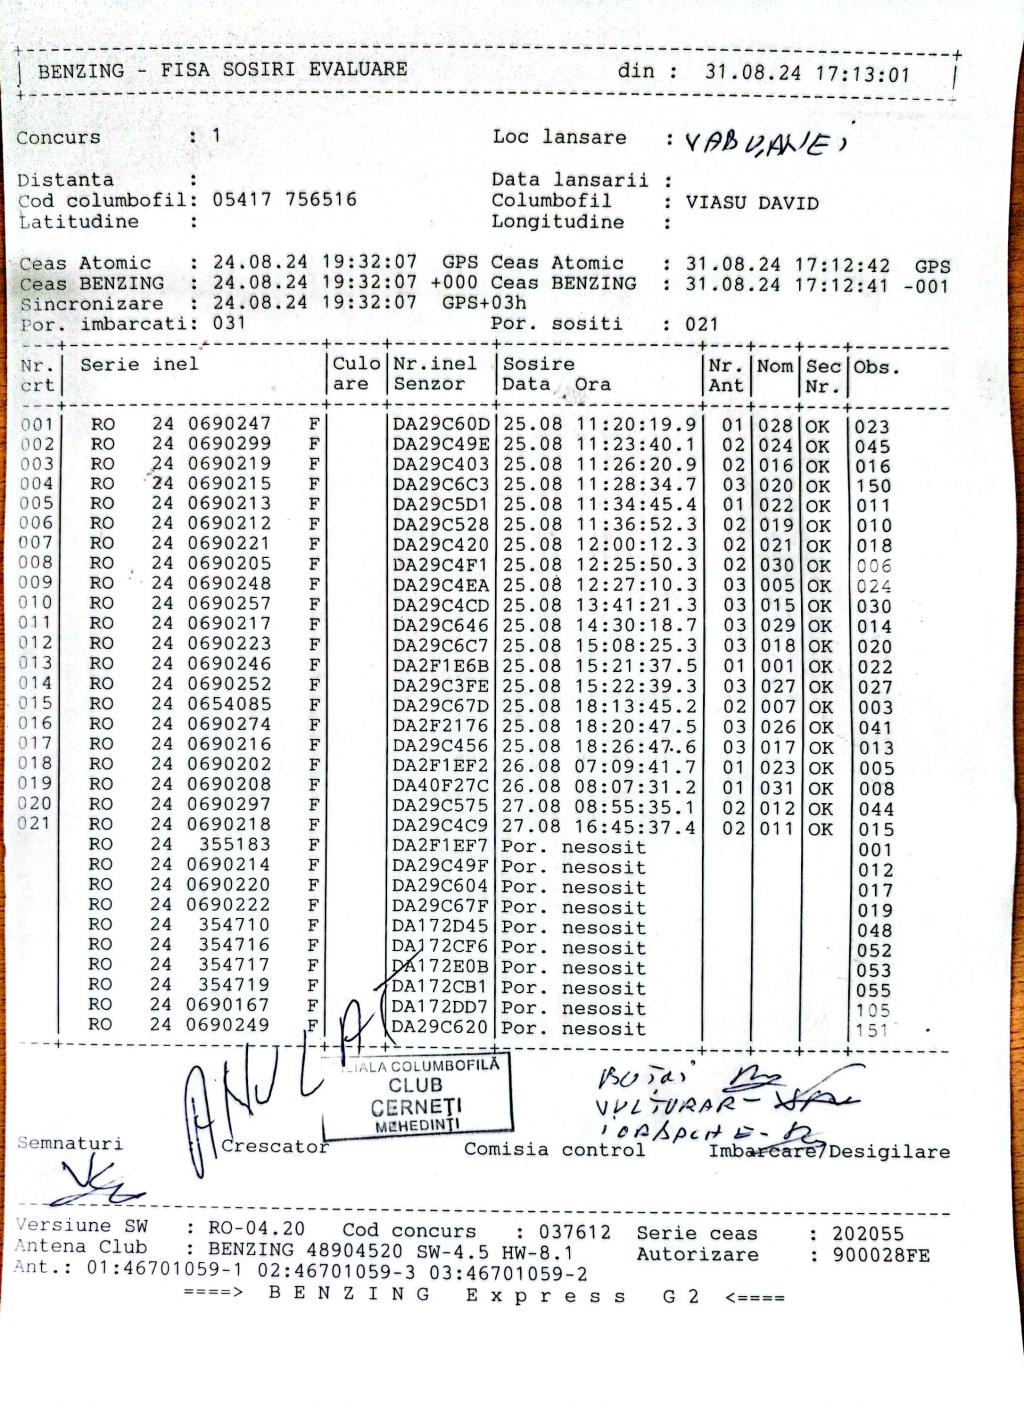 BENZING - FISA SOSIRI EVALUARE din : 31.08.24 17:13:01
Concurs : 1 Loc lansare :
Distanta : Data lansarii :
Cod columbofil: 05417 756516 Columbofil : VIASU DAVID
Latitudine : Longitudine :
Ceas Atomic : 24.08.24 19:32:07 GPS Ceas Atomic : 31.08.24 17:12:42 GPS
Ceas BENZING : 24.08.24 19:32:07 +000 Ceas BENZING : 31.08.24 17:12:41 -001
Sincronizare : 24.08.24 19:32:07 GPS+03h
Por. imbarcati: 031 Por. sositi : 021
Nr. Serie inel Culo Nr.inel Sosire Nr. Nom Sec Obs.
crt are Senzor Data Ora Ant Nr.
001 RO 24 0690247 F DA29C60D 25.08 11:20:19.9 01 028 OK 023
002 RO 24 0690299 F DA29C49E 25.08 11:23:40.1 02 024 OK 045
003 RO 24 0690219 F DA29C403 25.08 11:26:20.9 02 016 OK 016
004 RO 24 0690215 F DA29C6C3 25.08 11:28:34.7 03 020 OK 150
005 RO 24 0690213 F DA29C5D1 25.08 11:34:45.4 01 022 OK 011
006 RO 24 0690212 F DA29C528 25.08 11:36:52.3 02 019 OK 010
007 RO 24 0690221 F DA29C420 25.08 12:00:12.3 02 021 OK 018
008 RO 24 0690205 F DA29C4F1 25.08 12:25:50.3 02 030 OK 006
009 RO 24 0690248 F DA29C4EA 25.08 12:27:10.3 03 005 OK 024
010 RO 24 0690257 F DA29C4CD 25.08 13:41:21.3 03 015 OK 030
011 RO 24 0690217 F DA29C646 25.08 14:30:18.7 03 029 OK 014
012 RO 24 0690223 F DA29C6C7 25.08 15:08:25.3 03 018 OK 020
013 RO 24 0690246 F DA2F1E6B 25.08 15:21:37.5 01 001 OK 022
014 RO 24 0690252 F DA29C3FE 25.08 15:22:39.3 03 027 OK 027
015 RO 24 0654085 F DA29C67D 25.08 18:13:45.2 02 007 OK 003
016 RO 24 0690274 F DA2F2176 25.08 18:20:47.5 03 026 OK 041
017 RO 24 0690216 F DA29C456 25.08 18:26:47.6 03 017 OK 013
018 RO 24 0690202 F DA2F1EF2 26.08 07:09:41.7 01 023 OK 005
019 RO 24 0690208 F DA40F27C 26.08 08:07:31.2 01 031 OK 008
020 RO 24 0690297 F DA29C575 27.08 08:55:35.1 02 012 OK 044
021 RO 24 0690218 F DA29C4C9 27.08 16:45:37.4 02 011 OK 015
RO 24 355183 F DA2F1EF7 Por. nesosit 001
RO 24 0690214 F DA29C49F Por. nesosit 012
RO 24 0690220 F DA29C604 Por. nesosit 017
RO 24 0690222 F DA29C67F Por. nesosit 019
RO 24 354710 F DA172D45 Por. nesosit 048
RO 24 354716 F DA172CF6 Por. nesosit 052
RO 24 354717 F DA172E0B Por. nesosit 053
RO 24 354719 F DA172CB1 Por. nesosit 055
RO 24 0690167 F DA172DD7 Por. nesosit 105
RO 24 0690249 F DA29C620 Por. nesosit 151
ANULAT
COLUMBOFILĂ
CLUB
CERNEȚI
MEHEDINȚI
VULTURAR
Semnaturi Crescator Comisia control Imbarcare/Desigilare
Versiune SW : RO-04.20 Cod concurs : 037612 Serie ceas : 202055
Antena Club : BENZING 48904520 SW-4.5 HW-8.1 Autorizare : 900028FE
Ant.: 01:46701059-1 02:46701059-3 03:46701059-2
====> B E N Z I N G E x p r e s s G 2 <====